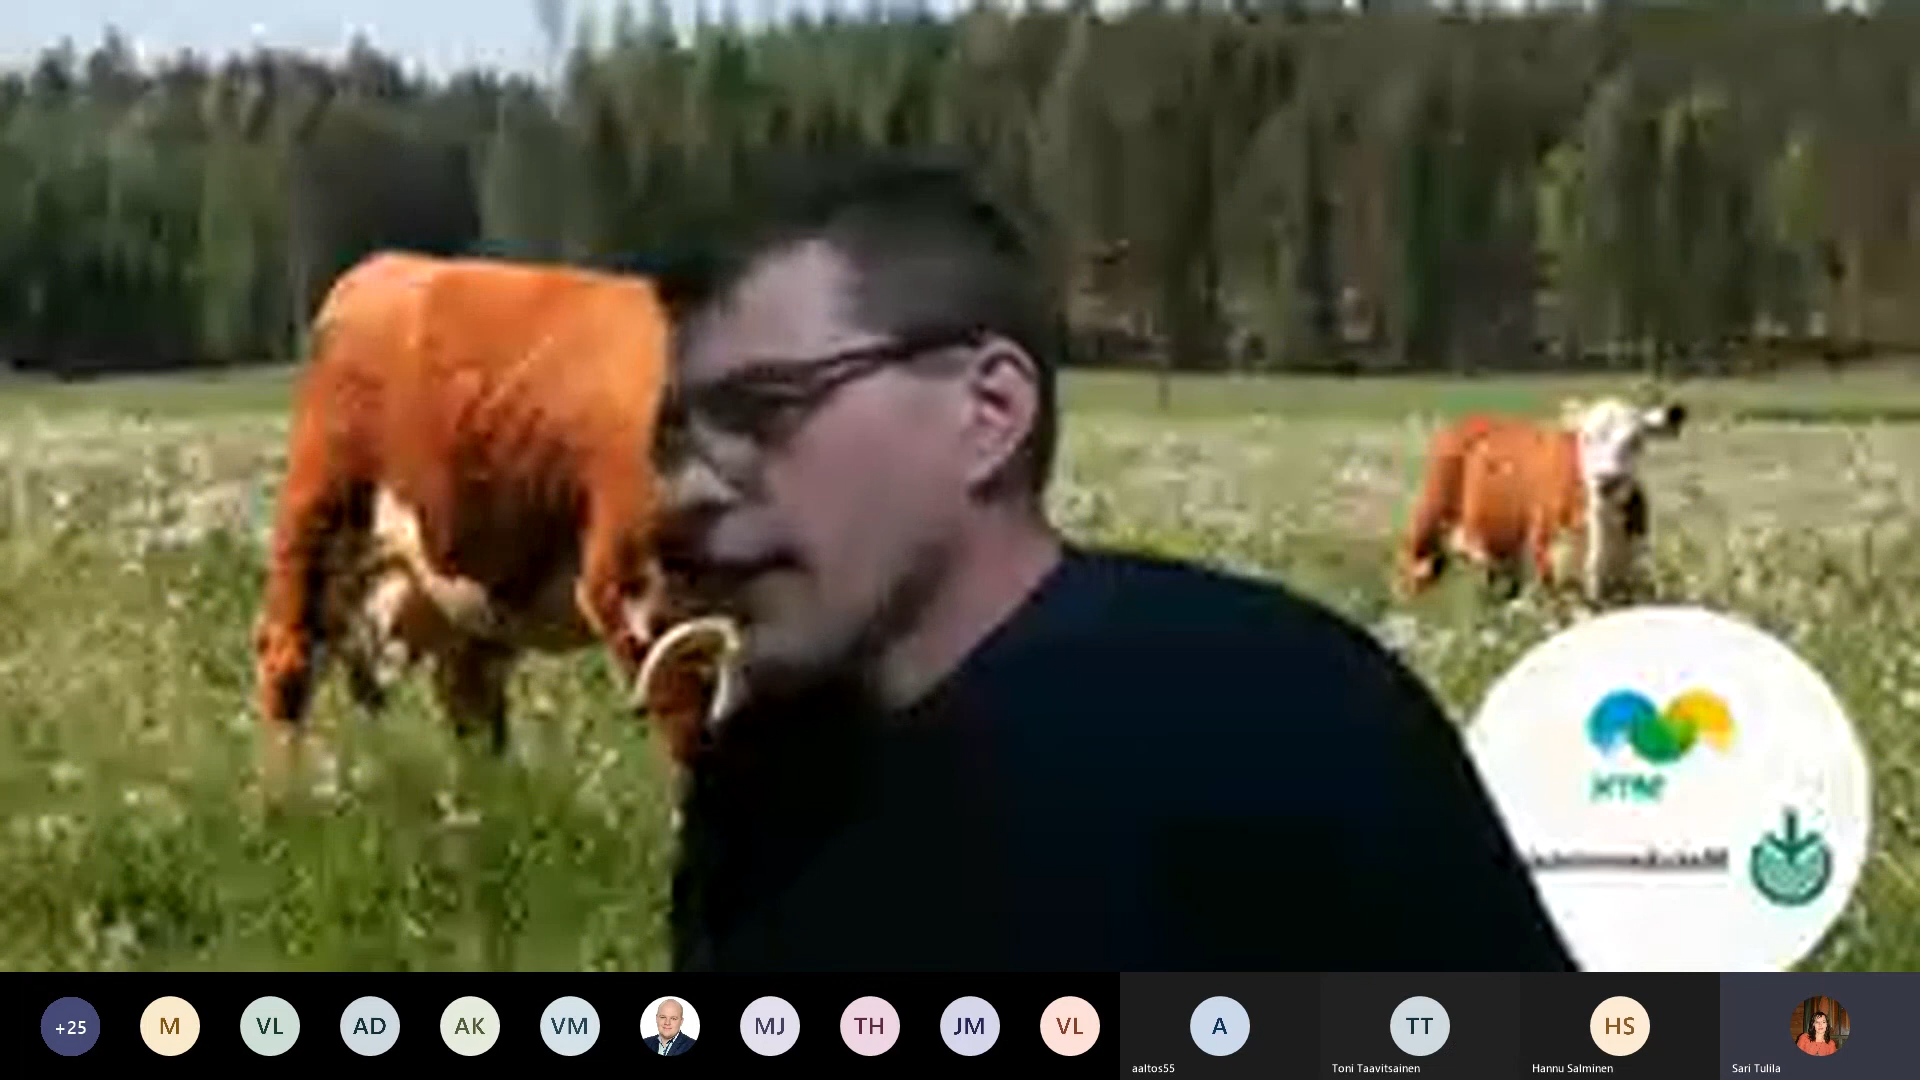 +25
M
VL
AD
AK
VM
MJ
TH
JM
VL
A
TT
HS
aaltos55
Toni Taavitsainen
Hannu Salminen
Sari Tulila